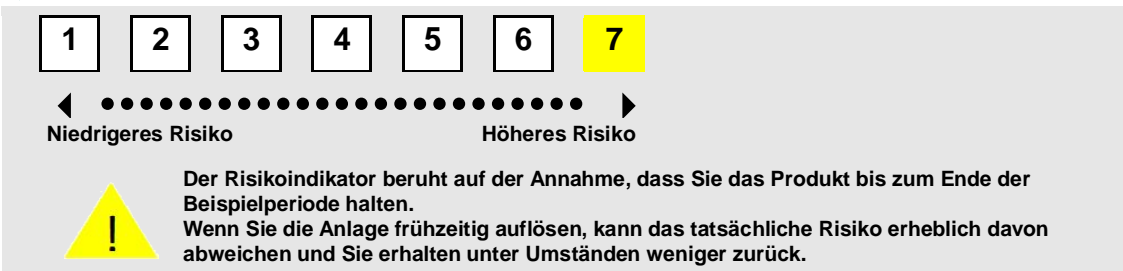 1 2 3 4 5 6 7
Niedrigeres Risiko Höheres Risiko
Der Risikoindikator beruht auf der Annahme, dass Sie das Produkt bis zum Ende der
Beispielperiode halten.
Wenn Sie die Anlage frühzeitig auflösen, kann das tatsächliche Risiko erheblich davon
abweichen und Sie erhalten unter Umständen weniger zurück.
!